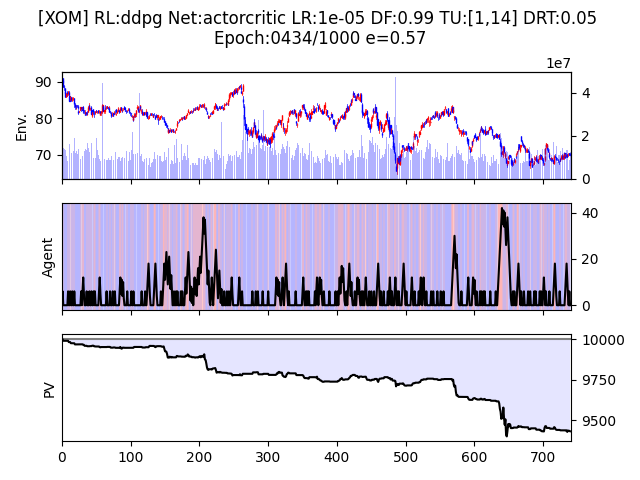 [XOM] RL:ddpg Net:actorcritic LR:1e-05 DF:0.99 TU:[1,14] DRT:0.05
Epoch:0434/1000 e=0.57
1e7
Env.
90
80
70
4
2
0
Agent
40
20
0
PV
10000
9750
9500
0 100 200 300 400 500 600 700